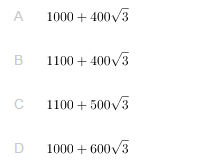 A 1000 + 400√3
B 1100 + 400√3
C 1100 + 500√3
D 1000 + 600√3